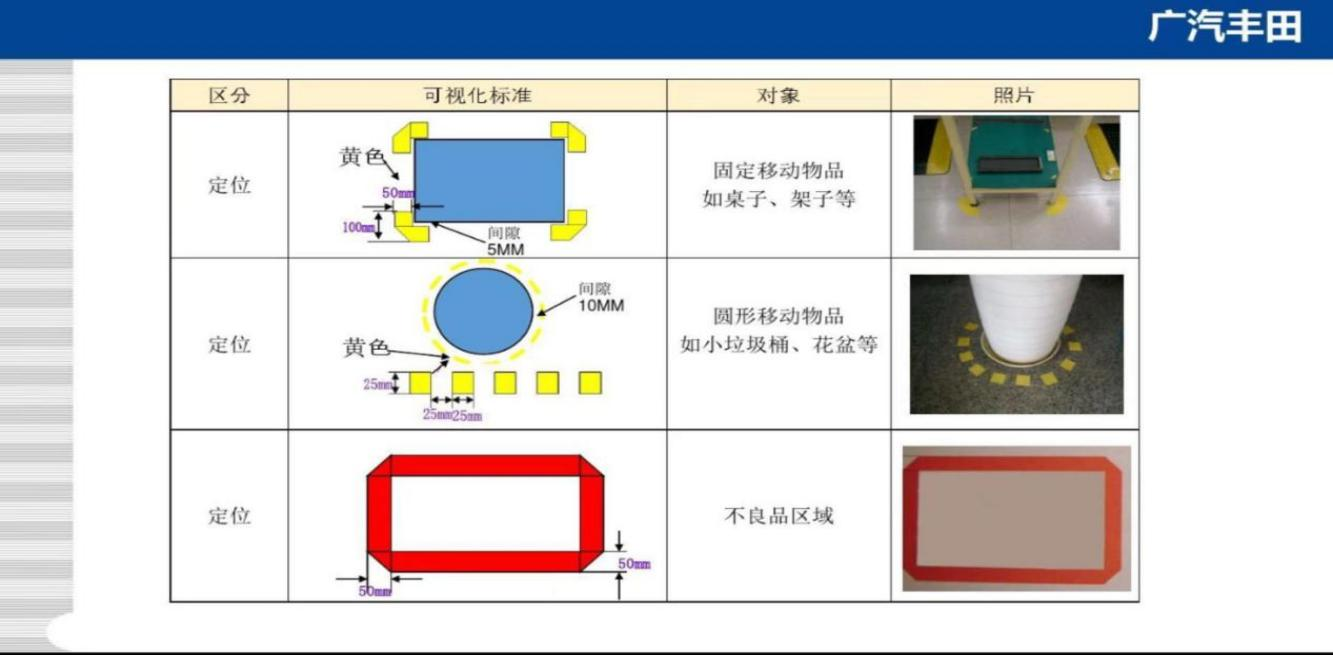 广汽丰田
区分 可视化标准 对象 照片
定位
黄色
50mm
100mm
间隙
5MM
固定移动物品
如桌子、架子等
定位
间隙
10MM
黄色
25mm
25mm 25mm
圆形移动物品
如小垃圾桶、花盆等
定位
50mm
50mm
不良品区域